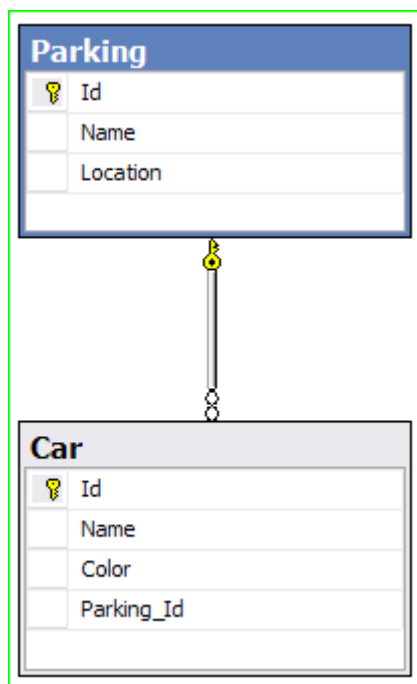 Parking
Id
Name
Location
Car
Id
Name
Color
Parking_Id